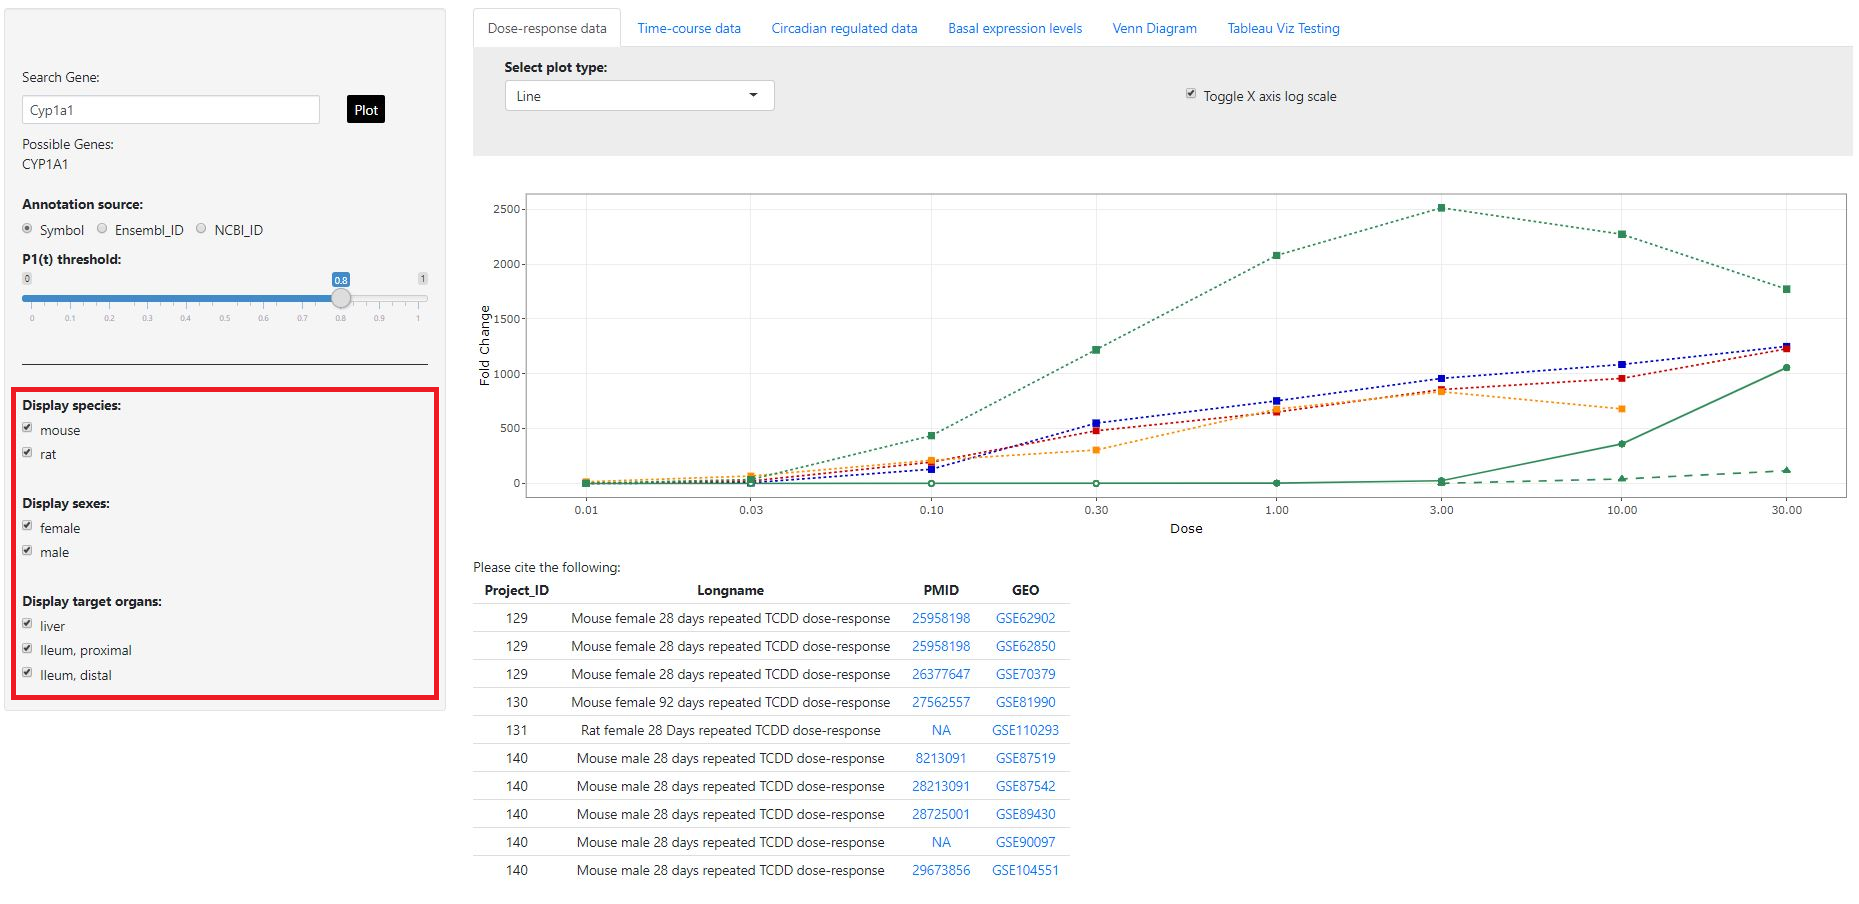 Search Gene:
Cyp1a1
Plot
Possible Genes:
CYP1A1
Annotation source:
Symbol Ensembl_ID NCBI_ID
P1(t) threshold:
0 0.8 1
0 0.1 0.2 0.3 0.4 0.5 0.6 0.7 0.8 0.9 1
Display species:
mouse
rat
Display sexes:
female
male
Display target organs:
liver
Ileum, proximal
Ileum, distal
Dose-response data Time-course data Circadian regulated data Basal expression levels Venn Diagram Tableau Viz Testing
Select plot type:
Line
Toggle X axis log scale
Fold Change
2500
2000
1500
1000
500
0
0.01 0.03 0.10 0.30 1.00 3.00 10.00 30.00
Dose
Please cite the following:
Project_ID Longname PMID GEO
129 Mouse female 28 days repeated TCDD dose-response 25958198 GSE62902
129 Mouse female 28 days repeated TCDD dose-response 25958198 GSE62850
129 Mouse female 28 days repeated TCDD dose-response 26377647 GSE70379
130 Mouse female 92 days repeated TCDD dose-response 27562557 GSE81990
131 Rat female 28 Days repeated TCDD dose-response NA GSE110293
140 Mouse male 28 days repeated TCDD dose-response 8213091 GSE87519
140 Mouse male 28 days repeated TCDD dose-response 28213091 GSE87542
140 Mouse male 28 days repeated TCDD dose-response 28725001 GSE89430
140 Mouse male 28 days repeated TCDD dose-response NA GSE90097
140 Mouse male 28 days repeated TCDD dose-response 29673856 GSE104551